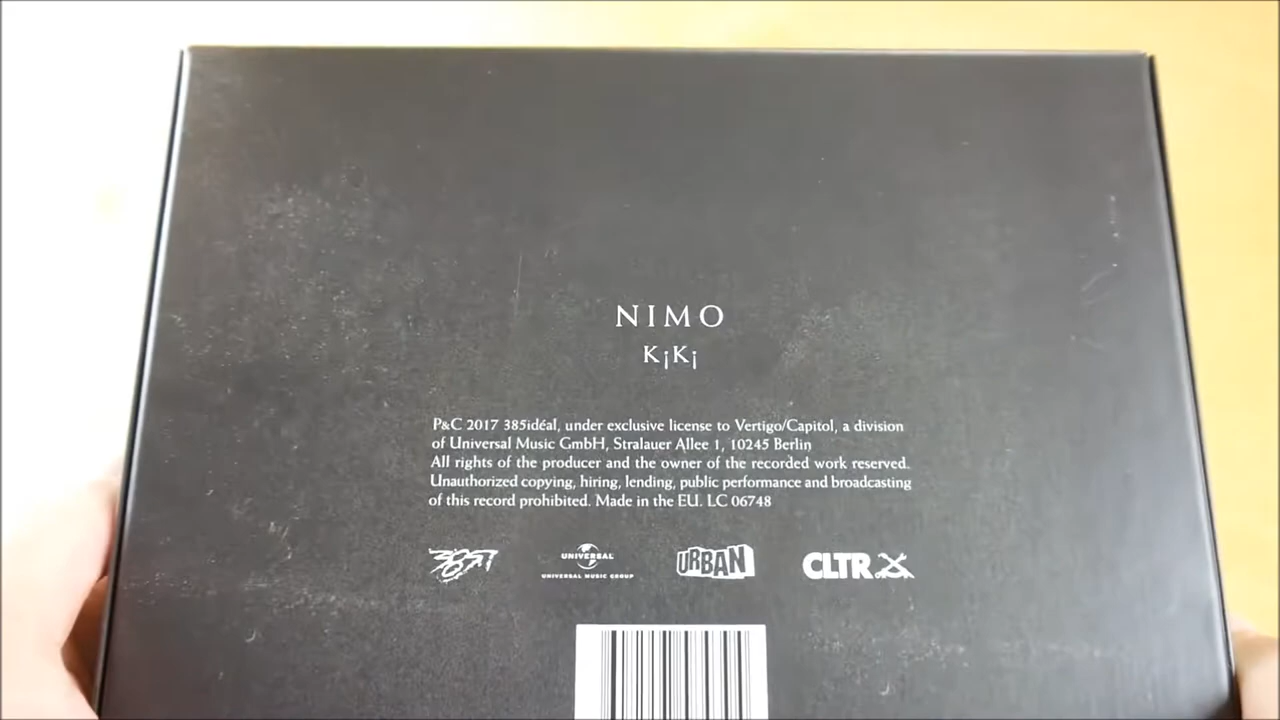 NIMO
K¡K¡
P&C 2017 385idéal, under exclusive license to Vertigo/Capitol, a division
of Universal Music GmbH, Stralauer Allee 1, 10245 Berlin
All rights of the producer and the owner of the recorded work reserved.
Unauthorized copying, hiring, lending, public performance and broadcasting
of this record prohibited. Made in the EU. LC 06748
385i
UNIVERSAL
UNIVERSAL MUSIC GROUP
URBAN
CLTR